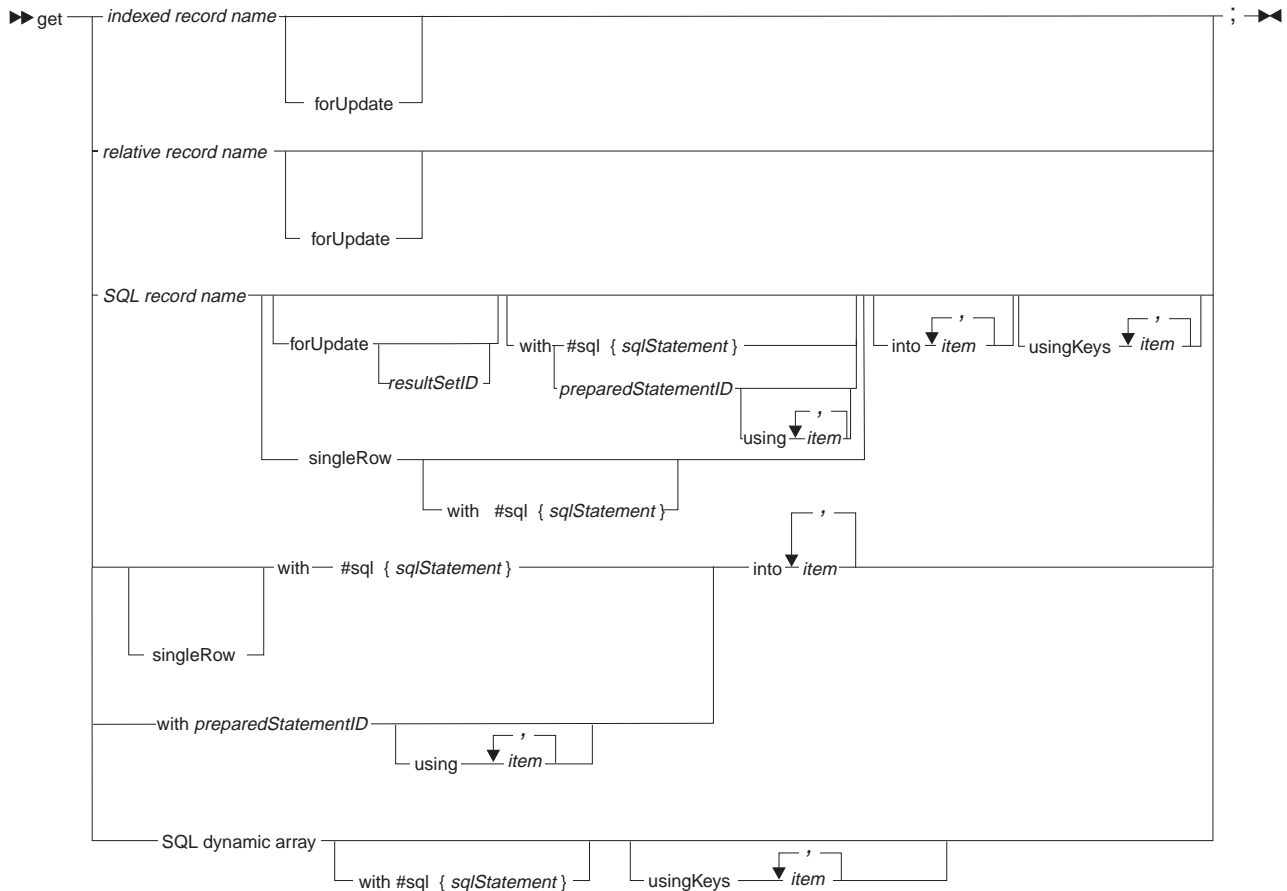 get indexed record name ;
forUpdate
relative record name
forUpdate
SQL record name
, ,
forUpdate with #sql { sqlStatement } into item usingKeys item
resultSetID preparedStatementID
,
using item
singleRow
with #sql { sqlStatement }
,
with #sql { sqlStatement } into item
singleRow
with preparedStatementID
,
using item
SQL dynamic array
,
with #sql { sqlStatement } usingKeys item